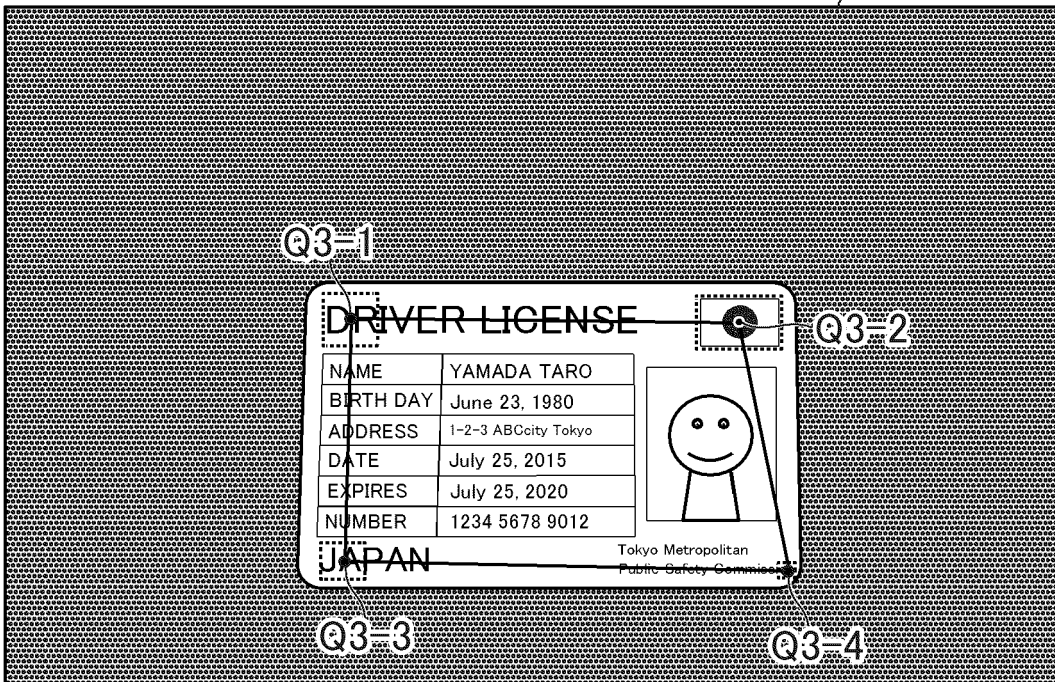 Q3-1
DRIVER LICENSE
Q3-2
NAME YAMADA TARO
BIRTH DAY June 23, 1980
ADDRESS 1-2-3 ABCcity Tokyo
DATE July 25, 2015
EXPIRES July 25, 2020
NUMBER 1234 5678 9012
JAPAN
Tokyo Metropolitan
Public Safety
Q3-3
Q3-4